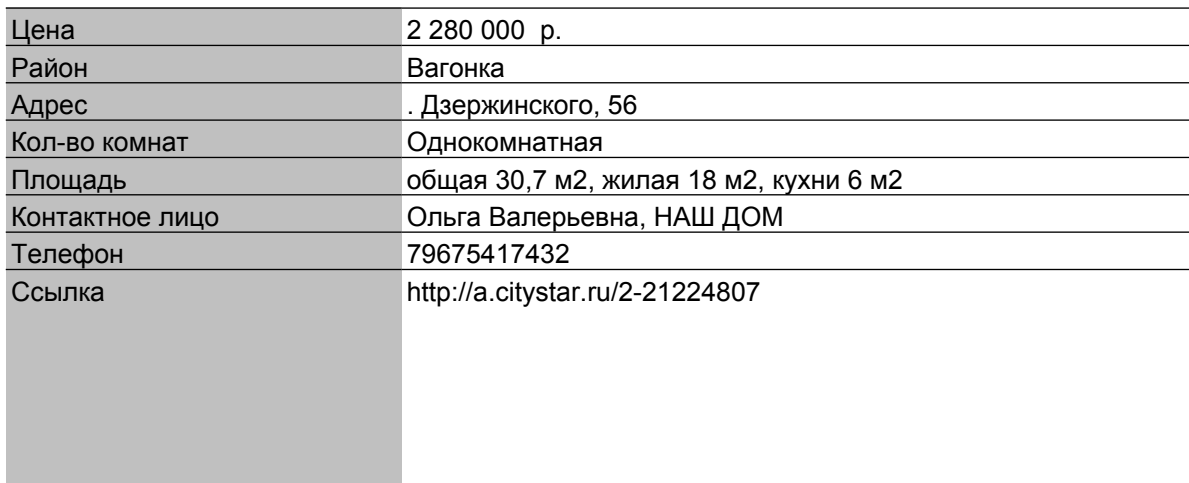 Цена 2 280 000 р.
Район Вагонка
Адрес . Дзержинского, 56
Кол-во комнат Однокомнатная
Площадь общая 30,7 м2, жилая 18 м2, кухни 6 м2
Контактное лицо Ольга Валерьевна, НАШ ДОМ
Телефон 79675417432
Ссылка http://a.citystar.ru/2-21224807